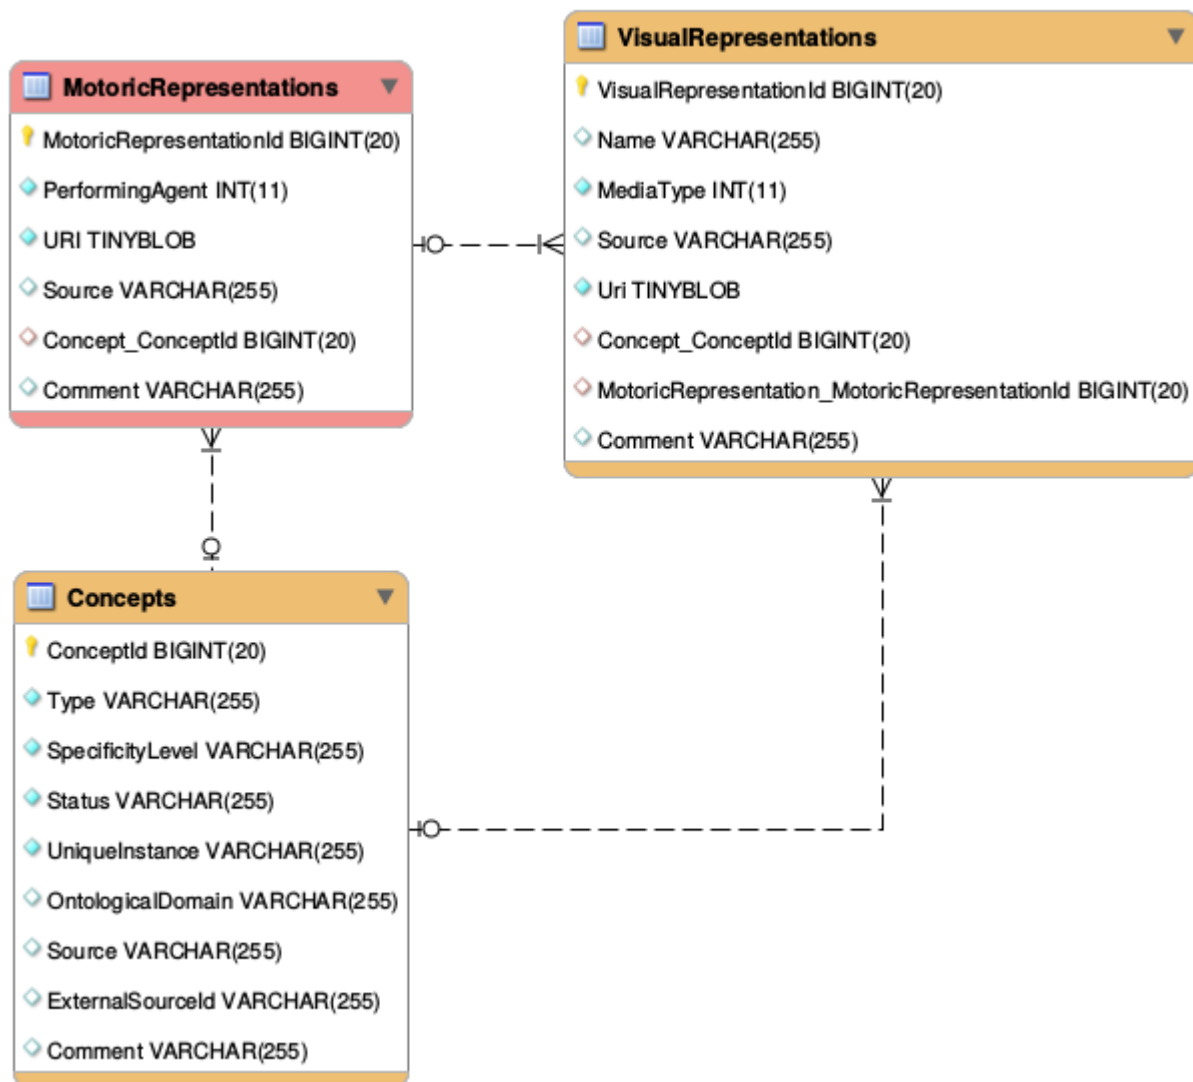 MotoricRepresentations
MotoricRepresentationId BIGINT(20)
PerformingAgent INT(11)
URI TINYBLOB
Source VARCHAR(255)
Concept_ConceptId BIGINT(20)
Comment VARCHAR(255)
VisualRepresentations
VisualRepresentationId BIGINT(20)
Name VARCHAR(255)
MediaType INT(11)
Source VARCHAR(255)
Uri TINYBLOB
Concept_ConceptId BIGINT(20)
MotoricRepresentation_MotoricRepresentationId BIGINT(20)
Comment VARCHAR(255)
Concepts
ConceptId BIGINT(20)
Type VARCHAR(255)
SpecificityLevel VARCHAR(255)
Status VARCHAR(255)
UniqueInstance VARCHAR(255)
OntologicalDomain VARCHAR(255)
Source VARCHAR(255)
ExternalSourceId VARCHAR(255)
Comment VARCHAR(255)